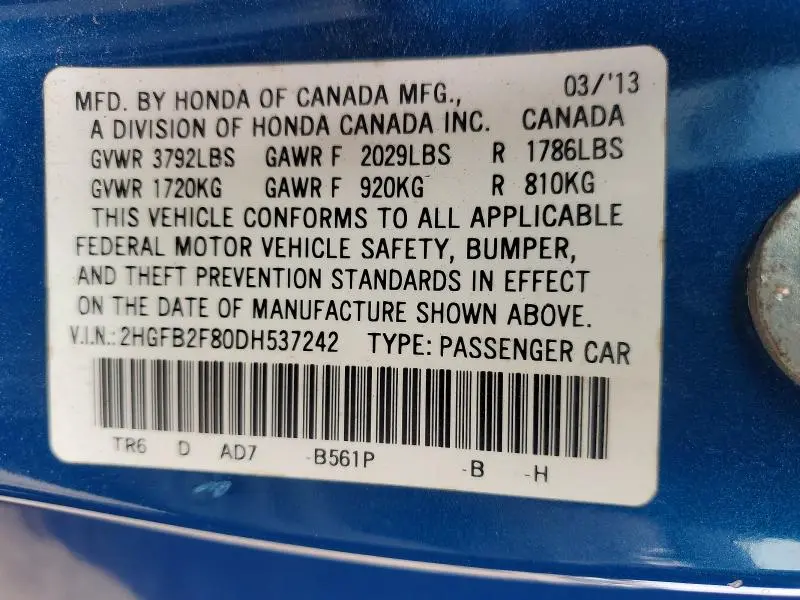 MFD. BY HONDA OF CANADA MFG., 03/'13
A DIVISION OF HONDA CANADA INC. CANADA
GVWR 3792LBS GAWR F 2029LBS R 1786LBS
GVWR 1720KG GAWR F 920KG R 810KG
THIS VEHICLE CONFORMS TO ALL APPLICABLE
FEDERAL MOTOR VEHICLE SAFETY, BUMPER,
AND THEFT PREVENTION STANDARDS IN EFFECT
ON THE DATE OF MANUFACTURE SHOWN ABOVE.
V.I.N.: 2HGFB2F80DH537242 TYPE: PASSENGER CAR
TR6 D AD7 -B561P -B -H